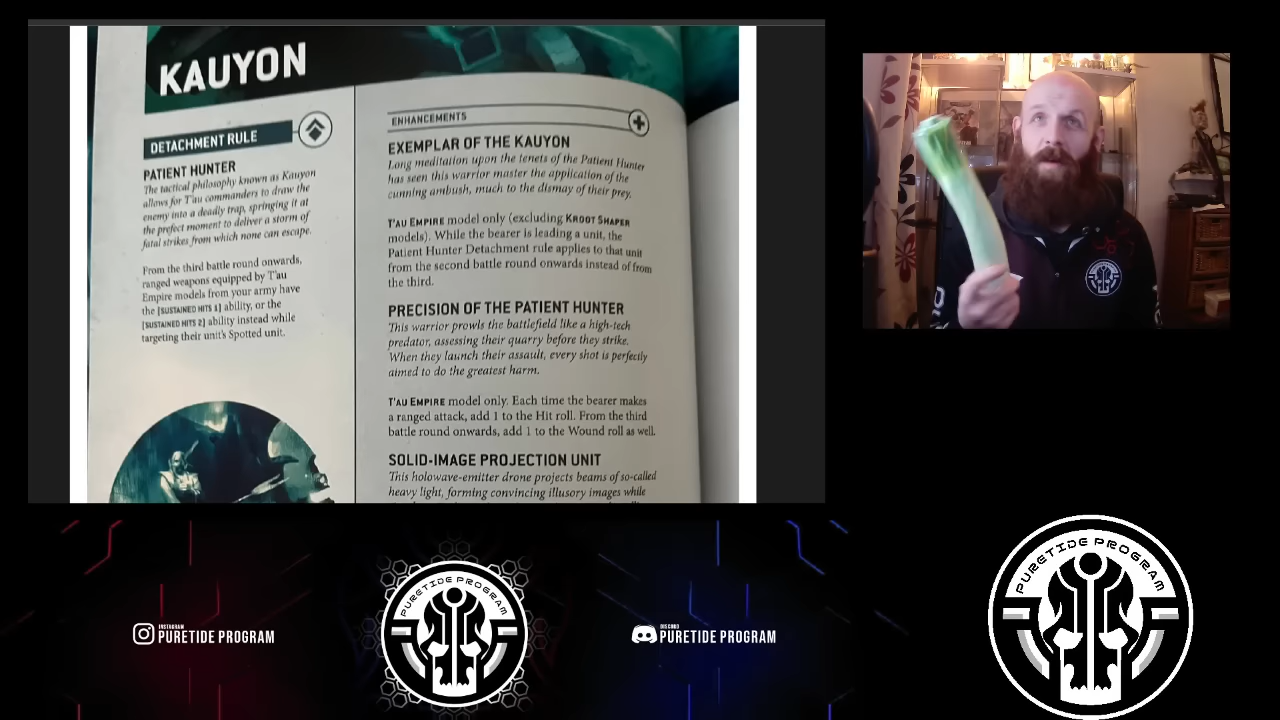 KAUYON
DETACHMENT RULE
PATIENT HUNTER
The tactical philosophy known as Kauyon
allows for T'au commanders to draw the
enemy into a deadly trap, springing it at
the perfect moment to deliver a storm of
fatal strikes from which none can escape.
From the third battle round onwards,
ranged weapons equipped by T'au
Empire models from your army have
the [SUSTAINED HITS 1] ability, or the
[SUSTAINED HITS 2] ability instead while
targeting their unit's Spotted unit.
ENHANCEMENTS
EXEMPLAR OF THE KAUYON
Long meditation upon the tenets of the Patient Hunter
has seen this warrior master the application of the
cunning ambush, much to the dismay of their prey.
T'AU EMPIRE model only (excluding KROOT SHAPER
models). While the bearer is leading a unit, the
Patient Hunter Detachment rule applies to that unit
from the second battle round onwards instead of from
the third.
PRECISION OF THE PATIENT HUNTER
This warrior prowls the battlefield like a high-tech
predator, assessing their quarry before they strike.
When they launch their assault, every shot is perfectly
aimed to do the greatest harm.
T'AU EMPIRE model only. Each time the bearer makes
a ranged attack, add 1 to the Hit roll. From the third
battle round onwards, add 1 to the Wound roll as well.
SOLID-IMAGE PROJECTION UNIT
This holowave-emitter drone projects beams of so-called
heavy light, forming convincing illusory images while
INSTAGRAM
PURETIDE PROGRAM
PURETIDE PROGRAM
DISCORD
PURETIDE PROGRAM
PURETIDE PROGRAM